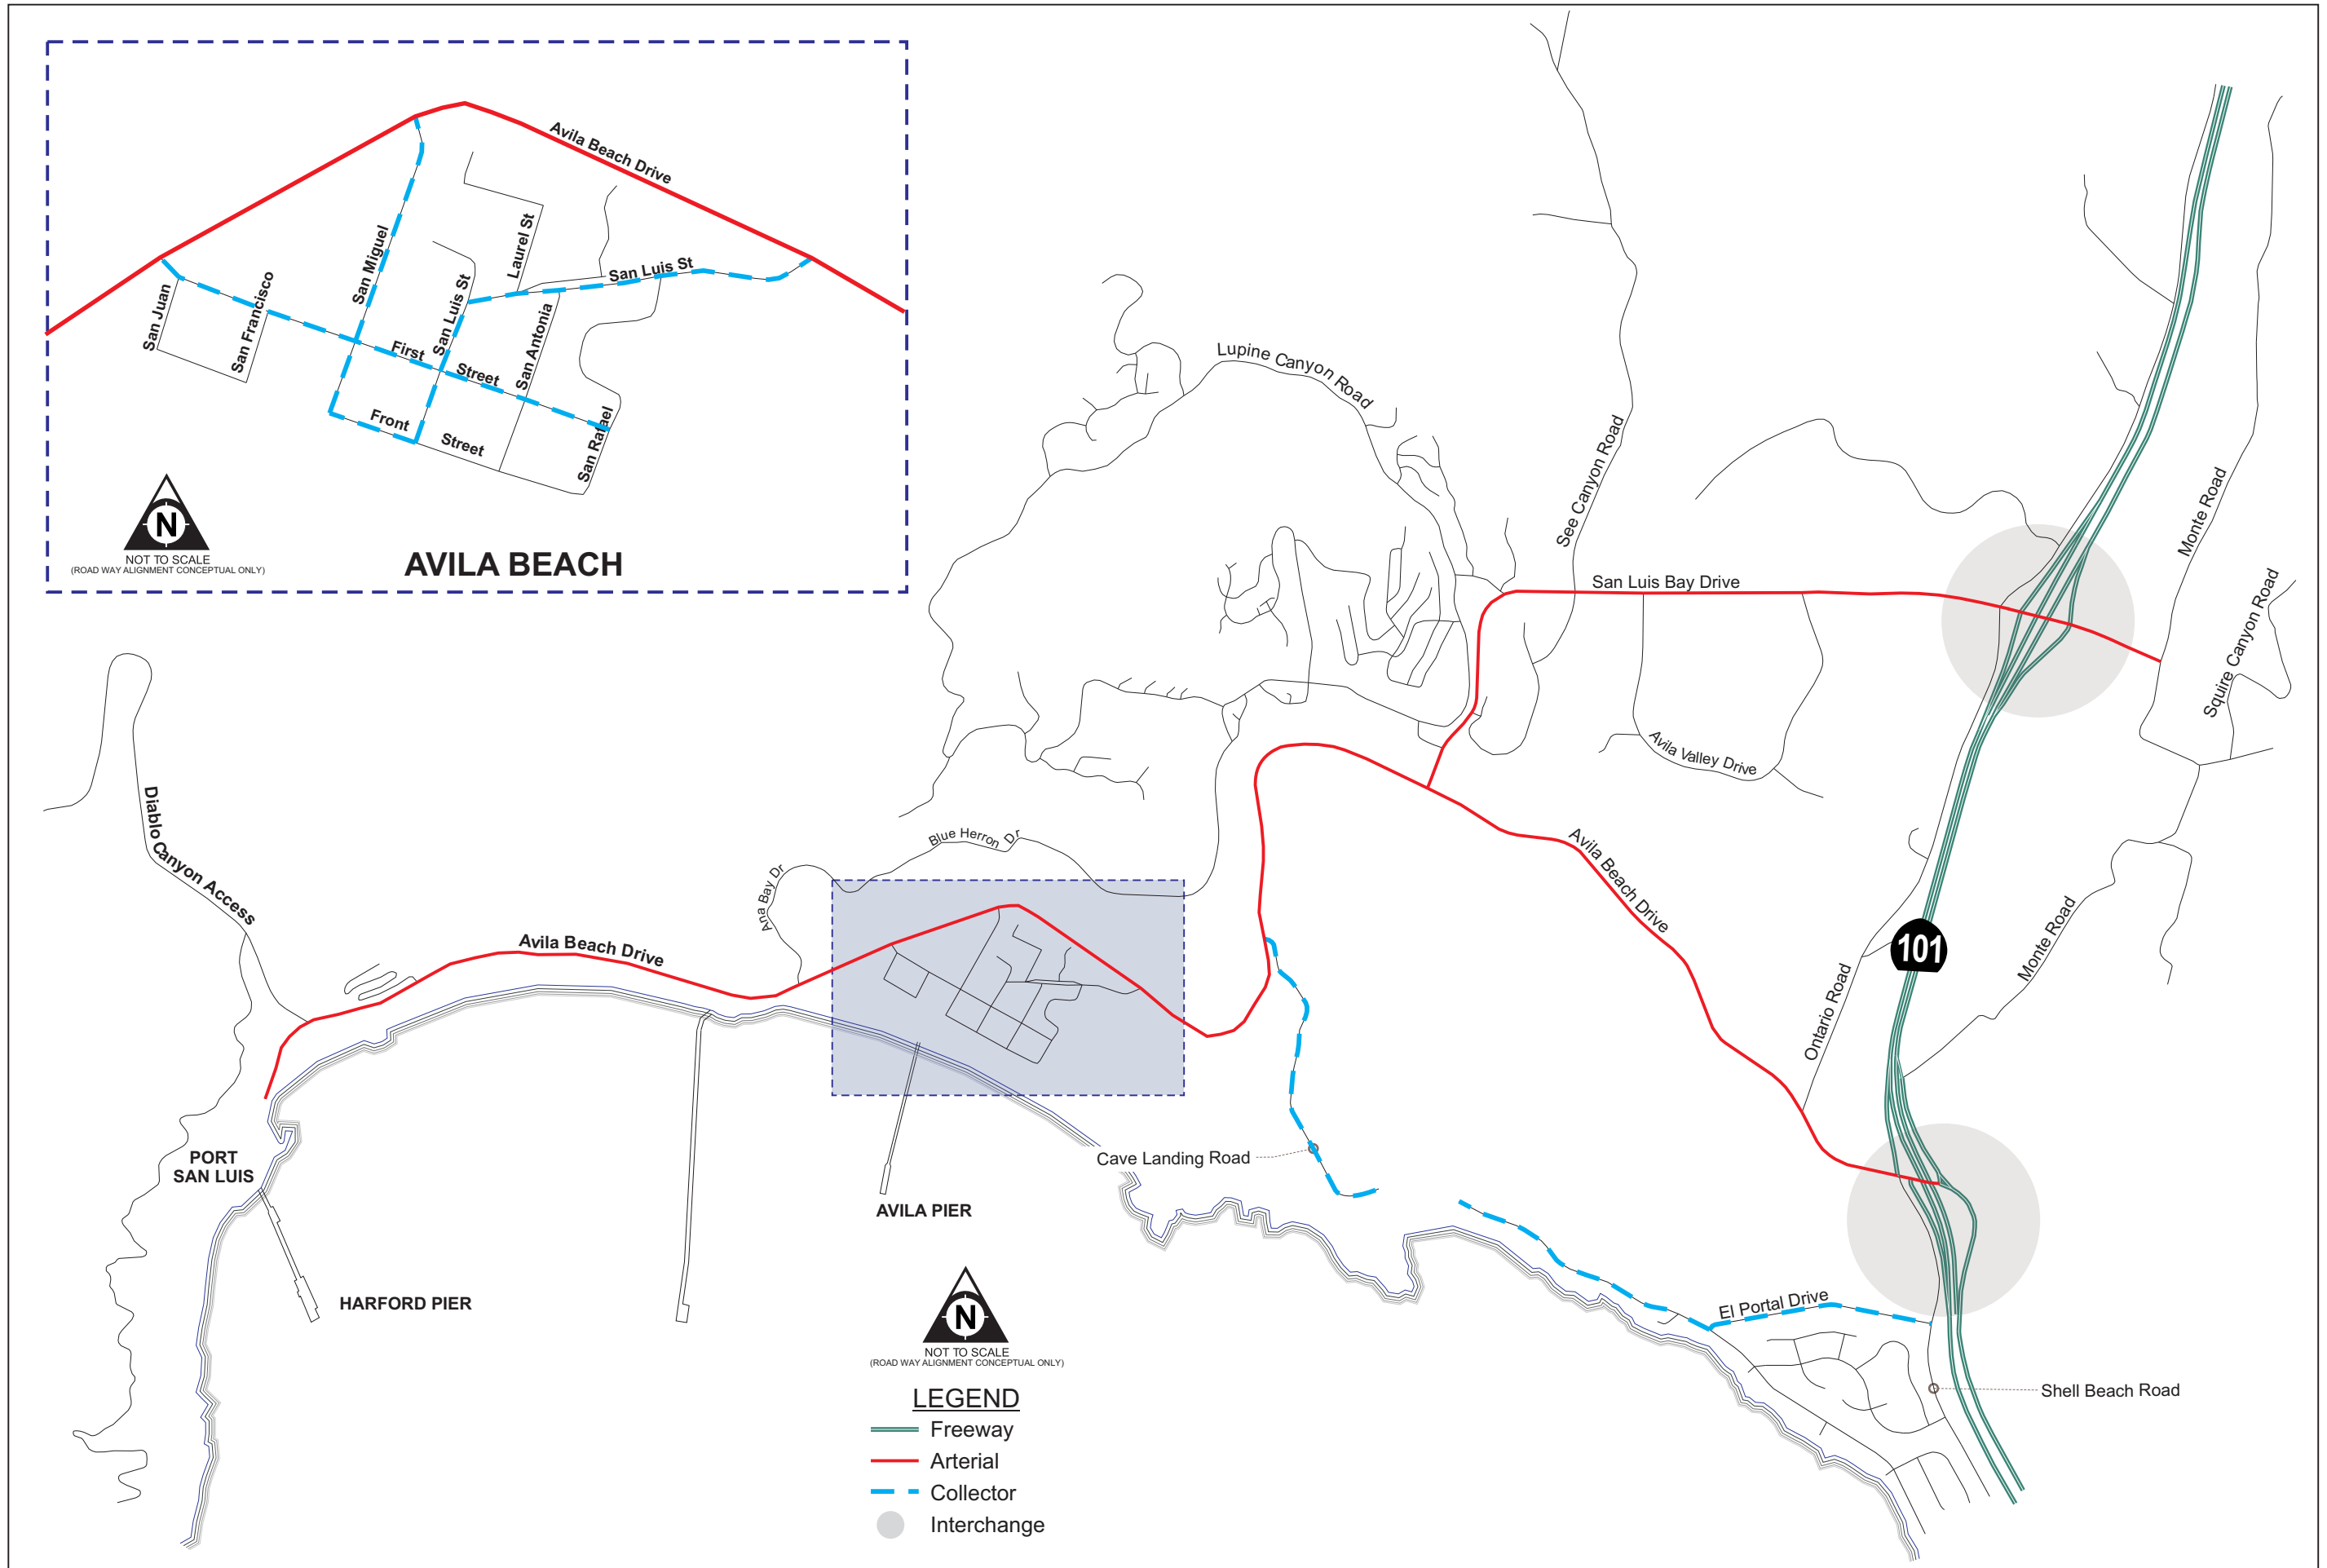 Avila Beach Drive
San Miguel
Laurel St
San Luis St
San Juan
San Francisco
San Luis St
San Antonia
First
Street
Front
Street
San Rafael
N
NOT TO SCALE
(ROAD WAY ALIGNMENT CONCEPTUAL ONLY)
AVILA BEACH
Lupine Canyon Road
See Canyon Road
Monte Road
San Luis Bay Drive
Squire Canyon Road
Avila Valley Drive
Diablo Canyon Access
Blue Herron Dr
Ana Bay Dr
Avila Beach Drive
Avila Beach Drive
101
Monte Road
Ontario Road
Cave Landing Road
PORT
SAN LUIS
AVILA PIER
HARFORD PIER
El Portal Drive
N
NOT TO SCALE
(ROAD WAY ALIGNMENT CONCEPTUAL ONLY)
Shell Beach Road
LEGEND
Freeway
Arterial
Collector
Interchange